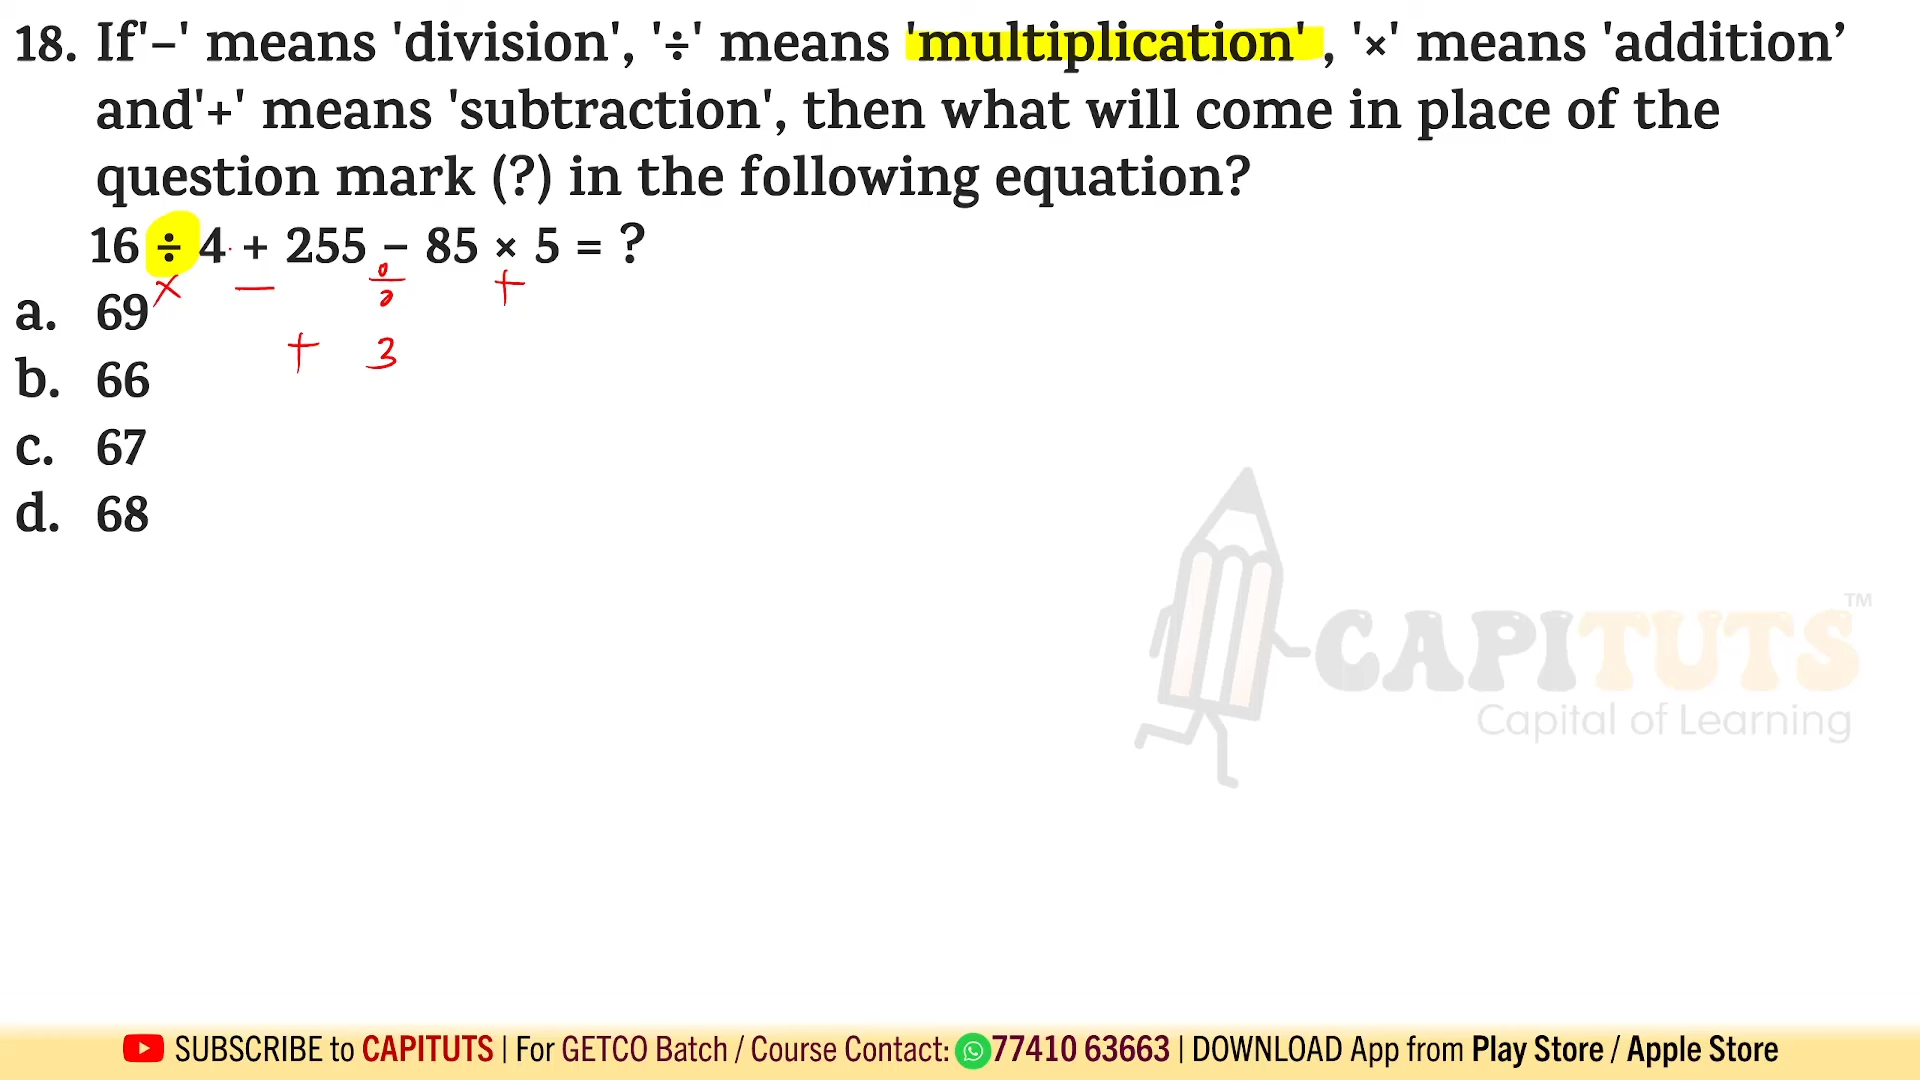 18. If'–' means 'division', '÷' means 'multiplication' , '×' means 'addition’
and'+' means 'subtraction', then what will come in place of the
question mark (?) in the following equation?
16 ÷ 4 + 255 – 85 × 5 = ?
× – ÷ +
a. 69
+ 3
b. 66
c. 67
d. 68
CAPITUTS™
Capital of Learning
SUBSCRIBE to CAPITUTS | For GETCO Batch / Course Contact: 77410 63663 | DOWNLOAD App from Play Store / Apple Store